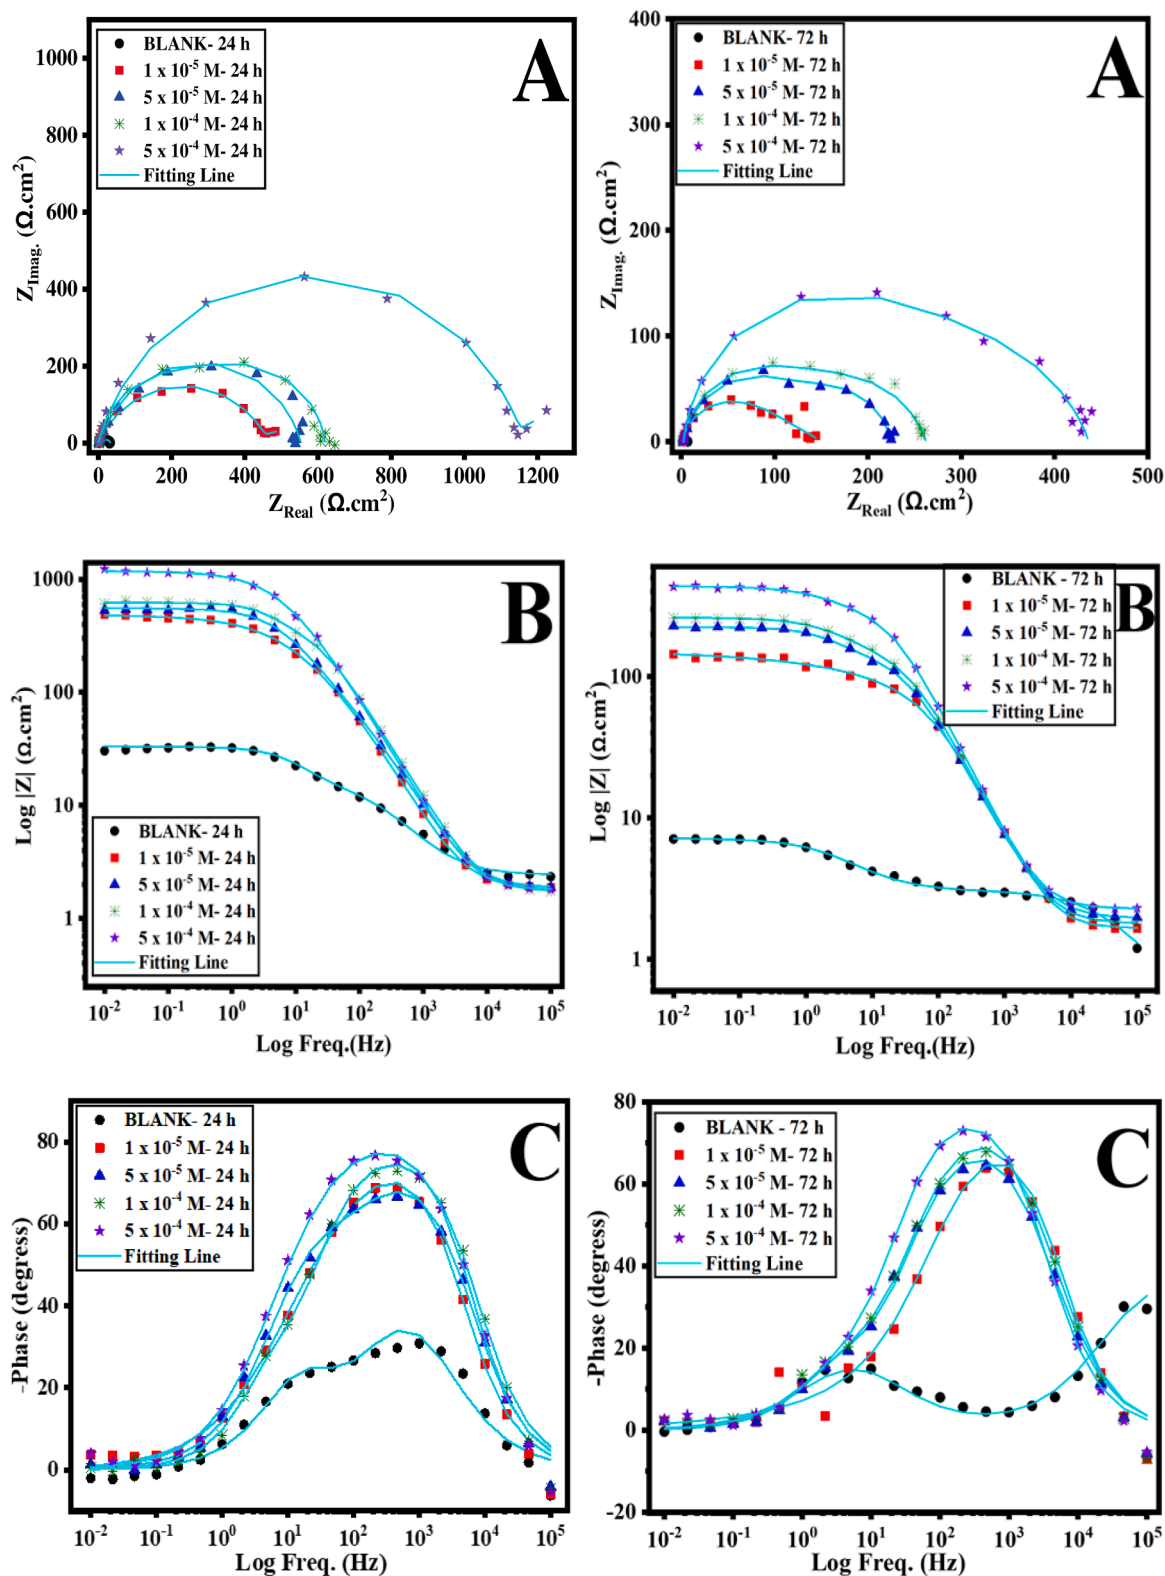 A
BLANK- 24 h
1 x 10⁻⁵ M- 24 h
5 x 10⁻⁵ M- 24 h
1 x 10⁻⁴ M- 24 h
5 x 10⁻⁴ M- 24 h
Fitting Line
1000
800
600
400
200
0
Z_Imag. (Ω.cm²)
0 200 400 600 800 1000 1200
Z_Real (Ω.cm²)
A
BLANK- 72 h
1 x 10⁻⁵ M- 72 h
5 x 10⁻⁵ M- 72 h
1 x 10⁻⁴ M- 72 h
5 x 10⁻⁴ M- 72 h
Fitting Line
400
300
200
100
0
Z_Imag. (Ω.cm²)
0 100 200 300 400 500
Z_Real (Ω.cm²)
B
1000
100
10
1
Log |Z| (Ω.cm²)
BLANK- 24 h
1 x 10⁻⁵ M- 24 h
5 x 10⁻⁵ M- 24 h
1 x 10⁻⁴ M- 24 h
5 x 10⁻⁴ M- 24 h
Fitting Line
10⁻² 10⁻¹ 10⁰ 10¹ 10² 10³ 10⁴ 10⁵
Log Freq.(Hz)
B
BLANK - 72 h
1 x 10⁻⁵ M- 72 h
5 x 10⁻⁵ M- 72 h
1 x 10⁻⁴ M- 72 h
5 x 10⁻⁴ M- 72 h
Fitting Line
100
10
1
Log |Z| (Ω.cm²)
10⁻² 10⁻¹ 10⁰ 10¹ 10² 10³ 10⁴ 10⁵
Log Freq.(Hz)
C
BLANK- 24 h
1 x 10⁻⁵ M- 24 h
5 x 10⁻⁵ M- 24 h
1 x 10⁻⁴ M- 24 h
5 x 10⁻⁴ M- 24 h
Fitting Line
80
60
40
20
0
-Phase (degress)
10⁻² 10⁻¹ 10⁰ 10¹ 10² 10³ 10⁴ 10⁵
Log Freq. (Hz)
C
BLANK - 72 h
1 x 10⁻⁵ M- 72 h
5 x 10⁻⁵ M- 72 h
1 x 10⁻⁴ M- 72 h
5 x 10⁻⁴ M- 72 h
Fitting Line
80
60
40
20
0
-20
-Phase (degress)
10⁻² 10⁻¹ 10⁰ 10¹ 10² 10³ 10⁴ 10⁵
Log Freq. (Hz)